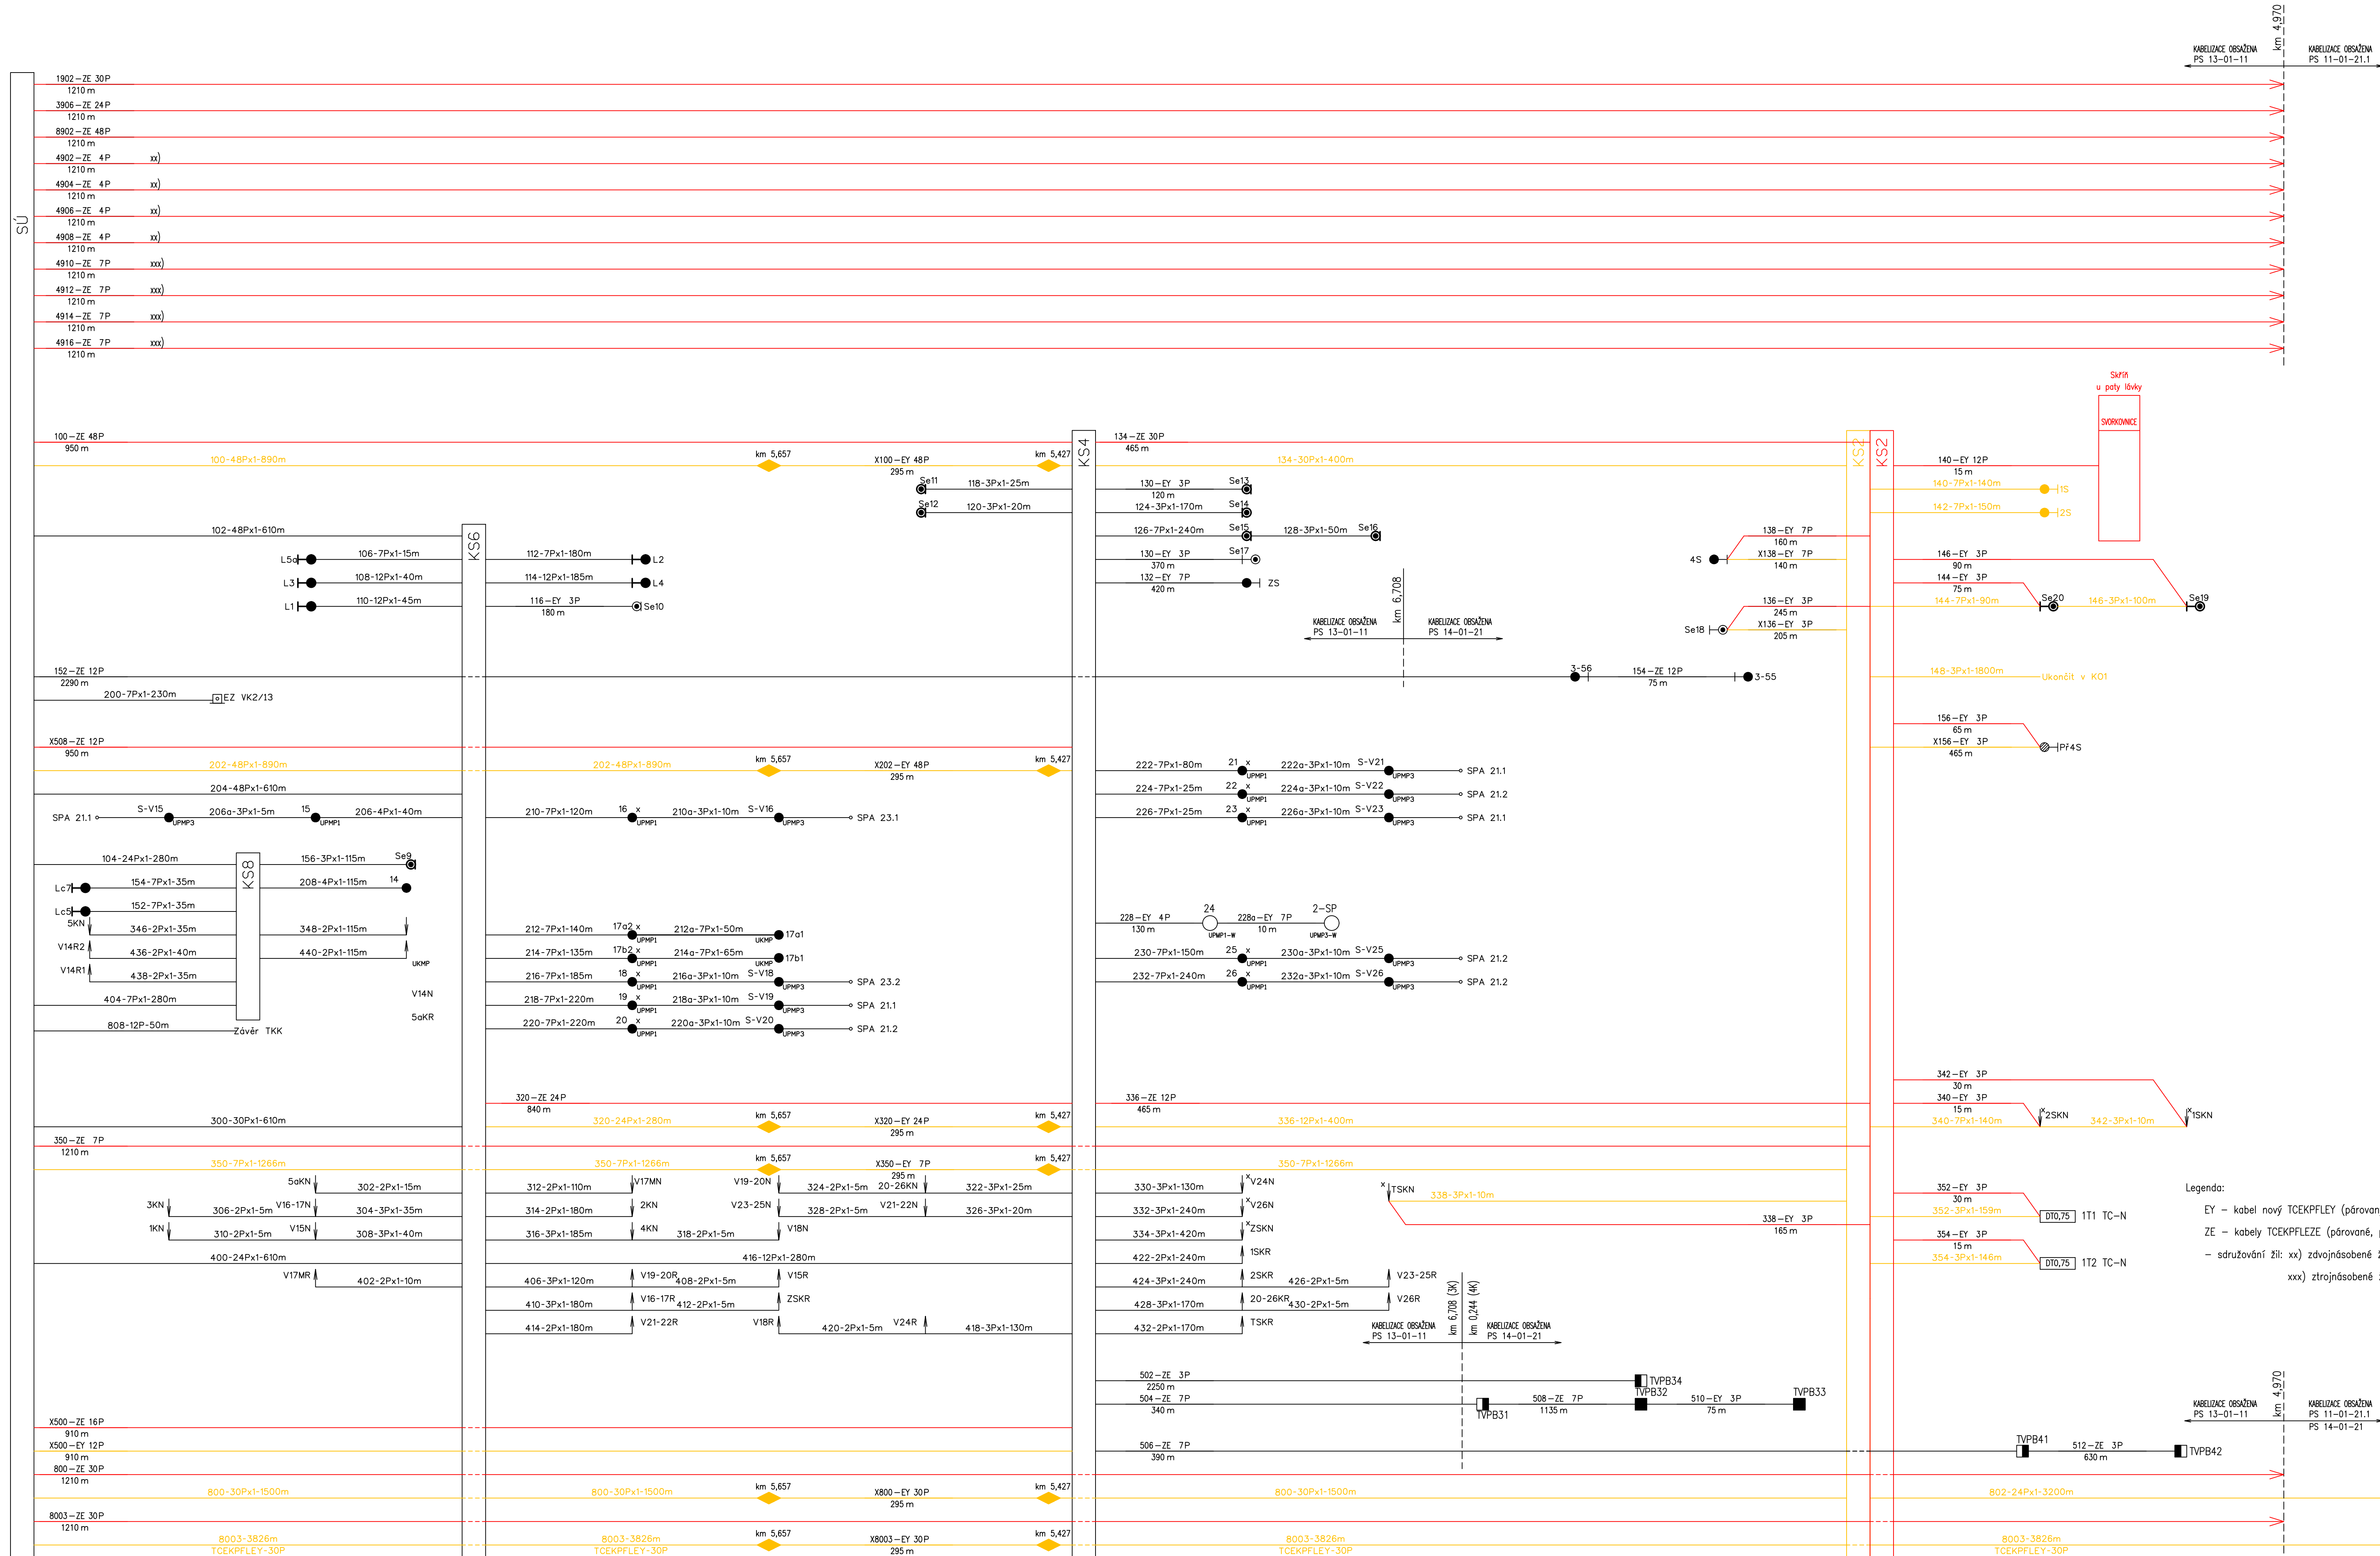 km 4,970
KABELIZACE OBSAŽENA
PS 13-01-11
KABELIZACE OBSAŽENA
PS 11-01-21.1
SÚ
1902-ZE 30P
1210 m
3906-ZE 24P
1210 m
8902-ZE 48P
1210 m
4902-ZE 4P xx)
1210 m
4904-ZE 4P xx)
1210 m
4906-ZE 4P xx)
1210 m
4908-ZE 4P xx)
1210 m
4910-ZE 7P xxx)
1210 m
4912-ZE 7P xxx)
1210 m
4914-ZE 7P xxx)
1210 m
4916-ZE 7P xxx)
1210 m
Skříň
u paty lávky
SVORKOVNICE
100-ZE 48P
950 m
100-48Px1-890m
km 5,657
X100-EY 48P
295 m
km 5,427
KS4
134-ZE 30P
465 m
134-30Px1-400m
KS2
KS2
140-EY 12P
15 m
140-7Px1-140m
1S
142-7Px1-150m
2S
Se11
118-3Px1-25m
Se12
120-3Px1-20m
130-EY 3P
120 m
Se13
124-3Px1-170m
Se14
126-7Px1-240m
Se15
128-3Px1-50m
Se16
130-EY 3P
370 m
Se17
132-EY 7P
420 m
ZS
102-48Px1-610m
KS6
L5a
106-7Px1-15m
L3
108-12Px1-40m
L1
110-12Px1-45m
112-7Px1-180m
L2
114-12Px1-185m
L4
116-EY 3P
180 m
Se10
138-EY 7P
160 m
4S
X138-EY 7P
140 m
136-EY 3P
245 m
X136-EY 3P
205 m
Se18
146-EY 3P
90 m
144-EY 3P
75 m
144-7Px1-90m
Se20
146-3Px1-100m
Se19
km 6,708
KABELIZACE OBSAŽENA
PS 13-01-11
KABELIZACE OBSAŽENA
PS 14-01-21
152-ZE 12P
2290 m
3-56
154-ZE 12P
75 m
3-55
148-3Px1-1800m
Ukončit v KO1
200-7Px1-230m
EZ VK2/13
156-EY 3P
65 m
X156-EY 3P
465 m
Př4S
X508-ZE 12P
950 m
202-48Px1-890m
202-48Px1-890m
km 5,657
X202-EY 48P
295 m
km 5,427
204-48Px1-610m
SPA 21.1
S-V15
UPMP3
206a-3Px1-5m
15
UPMP1
206-4Px1-40m
210-7Px1-120m
16 x
UPMP1
210a-3Px1-10m
S-V16
UPMP3
SPA 23.1
222-7Px1-80m
21 x
UPMP1
222a-3Px1-10m
S-V21
UPMP3
SPA 21.1
224-7Px1-25m
22 x
UPMP1
224a-3Px1-10m
S-V22
UPMP3
SPA 21.2
226-7Px1-25m
23 x
UPMP1
226a-3Px1-10m
S-V23
UPMP3
SPA 21.1
104-24Px1-280m
KS8
156-3Px1-115m
Se9
Lc7
154-7Px1-35m
208-4Px1-115m
14
Lc5
152-7Px1-35m
5KN
346-2Px1-35m
348-2Px1-115m
V14R2
436-2Px1-40m
440-2Px1-115m
UKMP
V14R1
438-2Px1-35m
404-7Px1-280m
V14N
5aKR
808-12P-50m
Závěr TKK
212-7Px1-140m
17a2 x
UPMP1
212a-7Px1-50m
UKMP
17a1
214-7Px1-135m
17b2 x
UPMP1
214a-7Px1-65m
UKMP
17b1
216-7Px1-185m
18 x
UPMP1
216a-3Px1-10m
S-V18
UPMP3
SPA 23.2
218-7Px1-220m
19 x
UPMP1
218a-3Px1-10m
S-V19
UPMP3
SPA 21.1
220-7Px1-220m
20 x
UPMP1
220a-3Px1-10m
S-V20
UPMP3
SPA 21.2
228-EY 4P
130 m
24
UPMP1-W
228a-EY 7P
10 m
2-SP
UPMP3-W
230-7Px1-150m
25 x
UPMP1
230a-3Px1-10m
S-V25
UPMP3
SPA 21.2
232-7Px1-240m
26 x
UPMP1
232a-3Px1-10m
S-V26
UPMP3
SPA 21.2
300-30Px1-610m
320-ZE 24P
840 m
320-24Px1-280m
km 5,657
X320-EY 24P
295 m
km 5,427
336-ZE 12P
465 m
336-12Px1-400m
342-EY 3P
30 m
340-EY 3P
15 m
340-7Px1-140m
x 2SKN
342-3Px1-10m
x 1SKN
350-ZE 7P
1210 m
350-7Px1-1266m
350-7Px1-1266m
km 5,657
X350-EY 7P
295 m
km 5,427
350-7Px1-1266m
5aKN
302-2Px1-15m
3KN
306-2Px1-5m
V16-17N
304-3Px1-35m
1KN
310-2Px1-5m
V15N
308-3Px1-40m
400-24Px1-610m
V17MR
402-2Px1-10m
312-2Px1-110m
V17MN
314-2Px1-180m
2KN
316-3Px1-185m
4KN
318-2Px1-5m
V18N
V19-20N
324-2Px1-5m
20-26KN
322-3Px1-25m
V23-25N
328-2Px1-5m
V21-22N
326-3Px1-20m
416-12Px1-280m
406-3Px1-120m
V19-20R
408-2Px1-5m
V15R
410-3Px1-180m
V16-17R
412-2Px1-5m
ZSKR
414-2Px1-180m
V21-22R
V18R
420-2Px1-5m
V24R
418-3Px1-130m
330-3Px1-130m
x V24N
332-3Px1-240m
x V26N
334-3Px1-420m
x ZSKN
422-2Px1-240m
1SKR
424-3Px1-240m
2SKR
426-2Px1-5m
V23-25R
428-3Px1-170m
20-26KR
430-2Px1-5m
V26R
432-2Px1-170m
TSKR
x TSKN
338-3Px1-10m
338-EY 3P
165 m
352-EY 3P
30 m
352-3Px1-159m
DT0,75
1T1 TC-N
354-EY 3P
15 m
354-3Px1-146m
DT0,75
1T2 TC-N
Legenda:
EY - kabel nový TCEKPFLEY (párovan
ZE - kabely TCEKPFLEZE (párované,
- sdružování žil: xx) zdvojnásobené
xxx) ztrojnásobené
km 6,708 (3K)
km 0,244 (4K)
KABELIZACE OBSAŽENA
PS 13-01-11
KABELIZACE OBSAŽENA
PS 14-01-21
502-ZE 3P
2250 m
TVPB34
504-ZE 7P
340 m
TVPB31
508-ZE 7P
1135 m
TVPB32
510-EY 3P
75 m
TVPB33
506-ZE 7P
390 m
TVPB41
512-ZE 3P
630 m
TVPB42
km 4,970
KABELIZACE OBSAŽENA
PS 13-01-11
KABELIZACE OBSAŽENA
PS 11-01-21.1
PS 14-01-21
X500-ZE 16P
910 m
X500-EY 12P
910 m
800-ZE 30P
1210 m
800-30Px1-1500m
800-30Px1-1500m
km 5,657
X800-EY 30P
295 m
km 5,427
800-30Px1-1500m
802-24Px1-3200m
8003-ZE 30P
1210 m
8003-3826m
TCEKPFLEY-30P
8003-3826m
TCEKPFLEY-30P
km 5,657
X8003-EY 30P
295 m
km 5,427
8003-3826m
TCEKPFLEY-30P
8003-3826m
TCEKPFLEY-30P